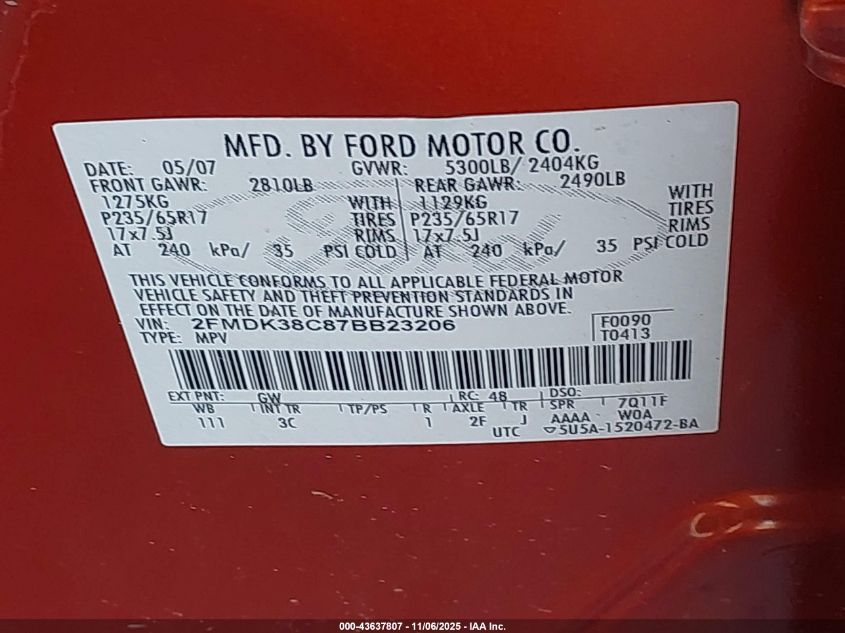 MFD. BY FORD MOTOR CO.
DATE: 05/07 GVWR: 5300LB/ 2404KG
FRONT GAWR: 2810LB REAR GAWR: 2490LB
1275KG WITH 1129KG WITH
P235/65R17 TIRES P235/65R17 TIRES
17x7.5J RIMS 17x7.5J RIMS
AT 240 kPa/ 35 PSI COLD AT 240 kPa/ 35 PSI COLD
THIS VEHICLE CONFORMS TO ALL APPLICABLE FEDERAL MOTOR
VEHICLE SAFETY AND THEFT PREVENTION STANDARDS IN
EFFECT ON THE DATE OF MANUFACTURE SHOWN ABOVE.
VIN: 2FMDK38C87BB23206 F0090
TYPE: MPV T0413
EXT PNT: GW RC: 48 DSO:
WB INT TR TP/PS R AXLE TR SPR 7Q11F
111 3C 1 2F J AAAA W0A
UTC 5U5A-1520472-BA
000-43637807 - 11/06/2025 - IAA Inc.